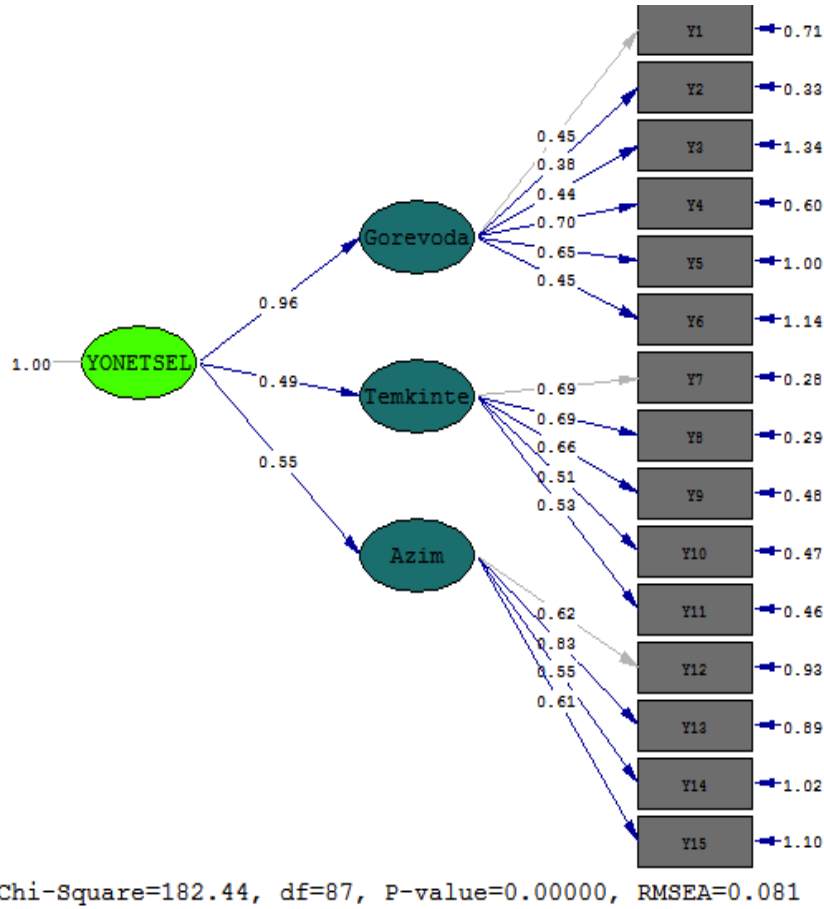 Y1 0.71
Y2 0.33
0.45
0.38
Y3 1.34
0.44
Y4 0.60
0.70
Gorevoda
0.65
Y5 1.00
0.45
0.96
Y6 1.14
1.00 YONETSEL
Y7 0.28
0.49
0.69
Temkinte
0.69
Y8 0.29
0.66
0.55
0.51
Y9 0.48
0.53
Y10 0.47
Azim
Y11 0.46
0.62
0.83
Y12 0.93
0.55
0.61
Y13 0.89
Y14 1.02
Y15 1.10
Chi-Square=182.44, df=87, P-value=0.00000, RMSEA=0.081